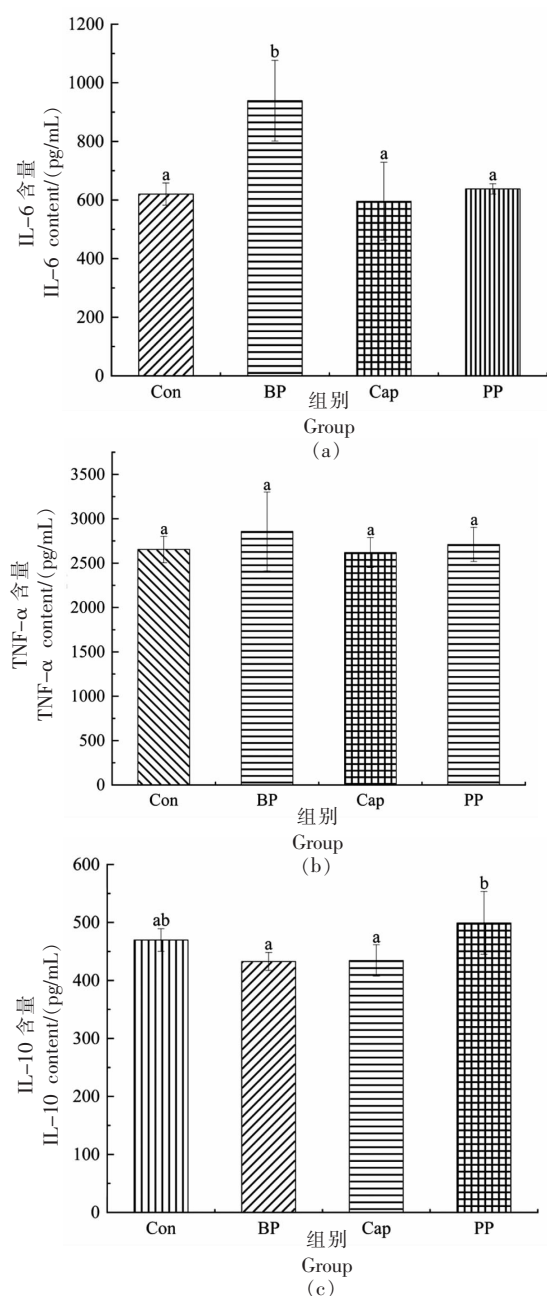 IL-6 含量
IL-6 content/(pg/mL)
1200
1000
800
600
400
200
0
a
b
a
a
Con
BP
Cap
PP
组别
Group
(a)
TNF-α 含量
TNF-α content/(pg/mL)
3500
3000
2500
2000
1500
1000
500
0
a
a
a
a
Con
BP
Cap
PP
组别
Group
(b)
IL-10 含量
IL-10 content/(pg/mL)
600
500
400
300
200
100
0
ab
a
a
b
Con
BP
Cap
PP
组别
Group
(c)